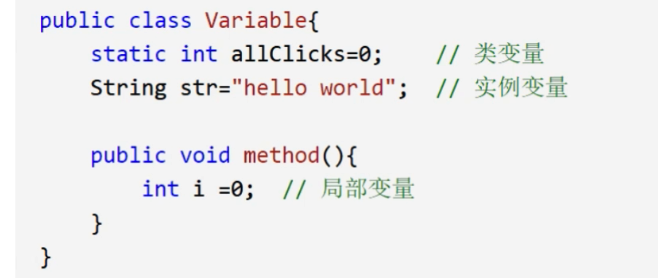 public class Variable{
    static int allClicks=0;    // 类变量
    String str="hello world";  // 实例变量

    public void method(){
        int i =0;  // 局部变量
    }
}